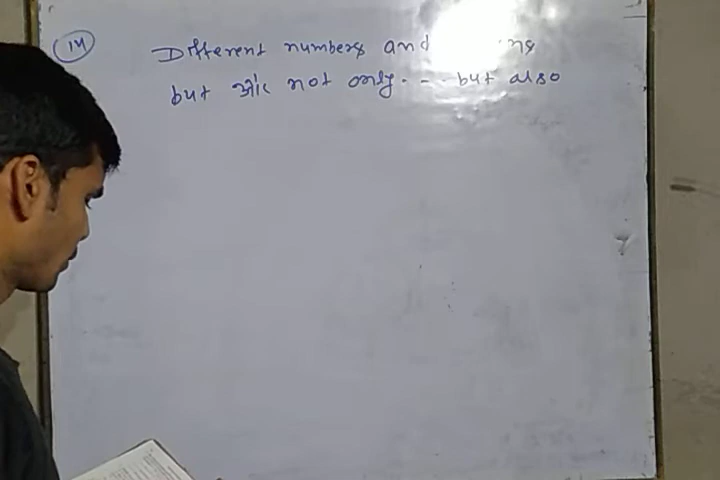 14 Different numbers and
but और not only - - but also